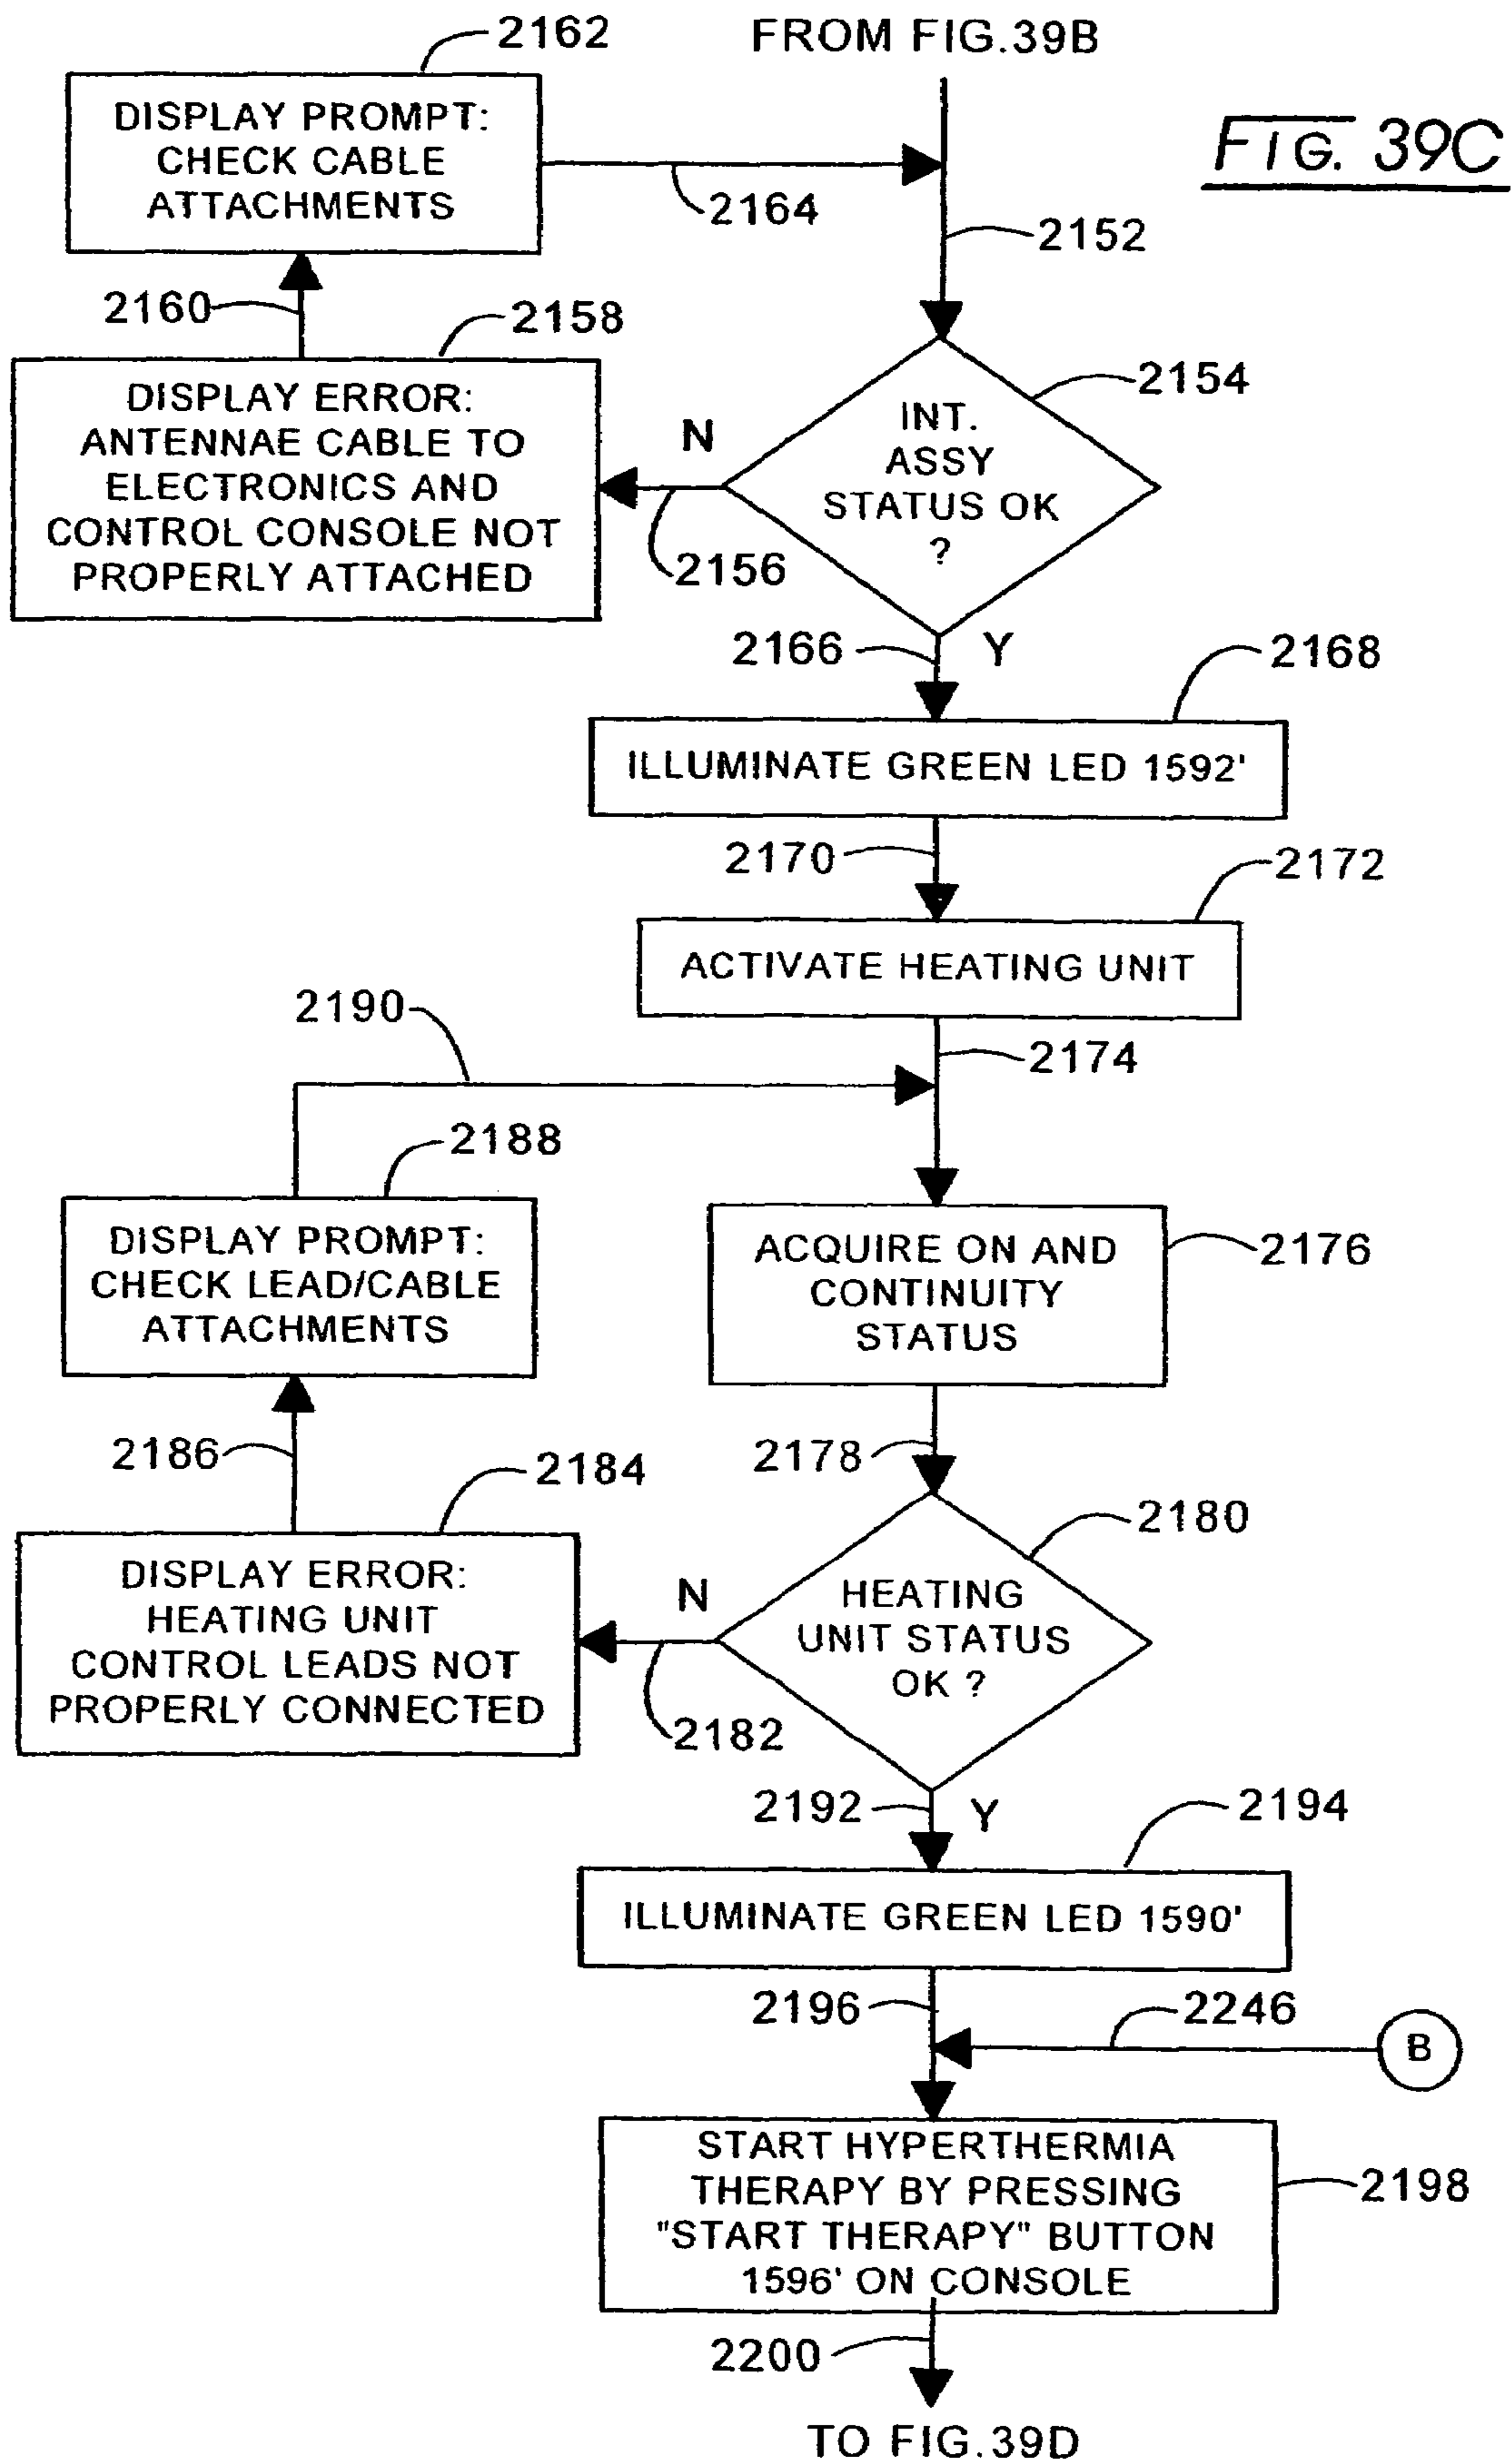 2162
FROM FIG.39B
FIG. 39C
DISPLAY PROMPT:
CHECK CABLE
ATTACHMENTS
2164
2152
2160
2158
2154
DISPLAY ERROR:
ANTENNAE CABLE TO
ELECTRONICS AND
CONTROL CONSOLE NOT
PROPERLY ATTACHED
N
2156
INT.
ASSY
STATUS OK
?
2166
Y
2168
ILLUMINATE GREEN LED 1592'
2170
2172
ACTIVATE HEATING UNIT
2190
2174
2188
DISPLAY PROMPT:
CHECK LEAD/CABLE
ATTACHMENTS
ACQUIRE ON AND
CONTINUITY
STATUS
2176
2186
2184
2178
2180
DISPLAY ERROR:
HEATING UNIT
CONTROL LEADS NOT
PROPERLY CONNECTED
N
2182
HEATING
UNIT STATUS
OK ?
2192
Y
2194
ILLUMINATE GREEN LED 1590'
2196
2246
B
START HYPERTHERMIA
THERAPY BY PRESSING
"START THERAPY" BUTTON
1596' ON CONSOLE
2198
2200
TO FIG.39D